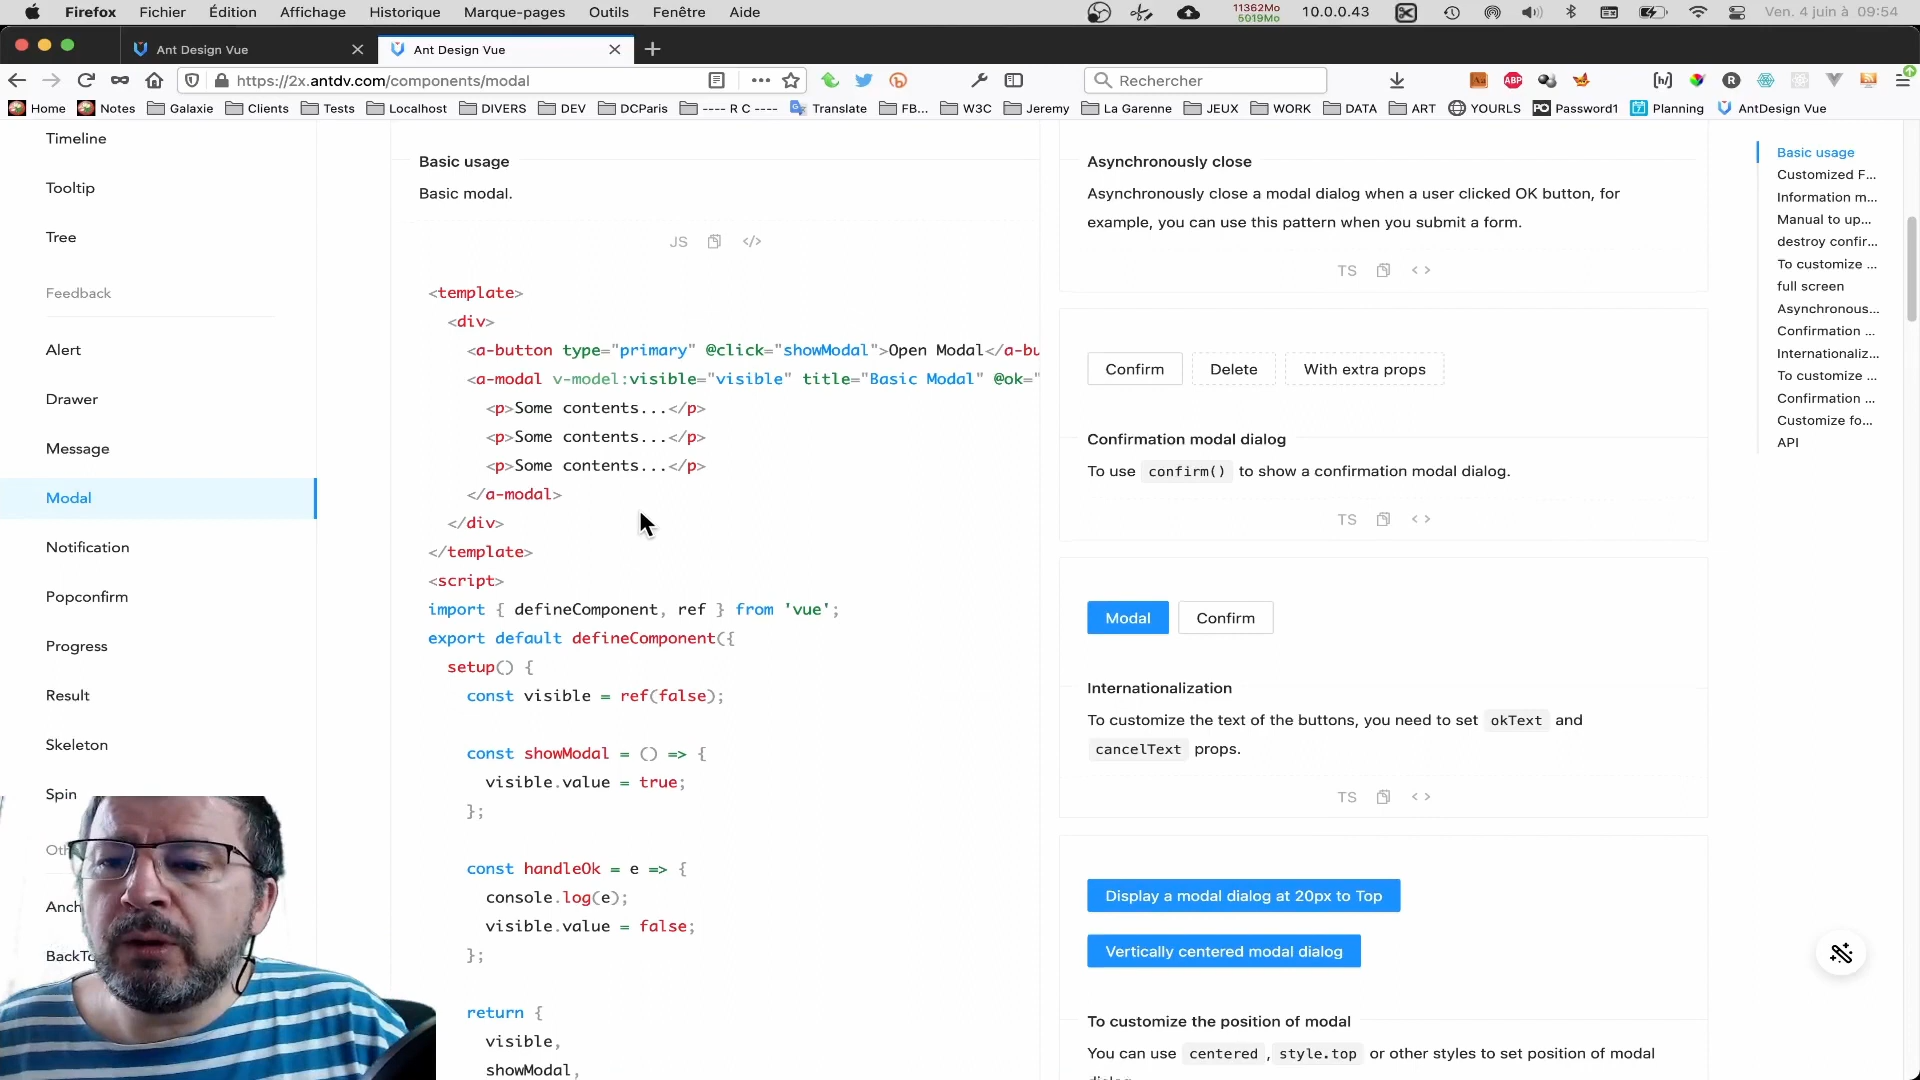 Firefox Fichier Édition Affichage Historique Marque-pages Outils Fenêtre Aide
11362Mo
5019Mo
10.0.0.43
Ven. 4 juin à 09:54
Ant Design Vue
Ant Design Vue
https://2x.antdv.com/components/modal
Rechercher
Home Notes Galaxie Clients Tests Localhost DIVERS DEV DCParis ---- R C ---- Translate FB... W3C Jeremy La Garenne JEUX WORK DATA ART YOURLS Password1 Planning AntDesign Vue
Timeline
Tooltip
Tree
Feedback
Alert
Drawer
Message
Modal
Notification
Popconfirm
Progress
Result
Skeleton
Spin
Basic usage
Basic modal.
JS
<template>
<div>
<a-button type="primary" @click="showModal">Open Modal</a-bu
<a-modal v-model:visible="visible" title="Basic Modal" @ok="
<p>Some contents...</p>
<p>Some contents...</p>
<p>Some contents...</p>
</a-modal>
</div>
</template>
<script>
import { defineComponent, ref } from 'vue';
export default defineComponent({
setup() {
const visible = ref(false);
const showModal = () => {
visible.value = true;
};
const handleOk = e => {
console.log(e);
visible.value = false;
};
return {
visible,
showModal,
Asynchronously close
Asynchronously close a modal dialog when a user clicked OK button, for
example, you can use this pattern when you submit a form.
TS
Confirm Delete With extra props
Confirmation modal dialog
To use confirm() to show a confirmation modal dialog.
TS
Modal Confirm
Internationalization
To customize the text of the buttons, you need to set okText and
cancelText props.
TS
Display a modal dialog at 20px to Top
Vertically centered modal dialog
To customize the position of modal
You can use centered , style.top or other styles to set position of modal
Basic usage
Customized F...
Information m...
Manual to up...
destroy confir...
To customize ...
full screen
Asynchronous...
Confirmation ...
Internationaliz...
To customize ...
Confirmation ...
Customize fo...
API